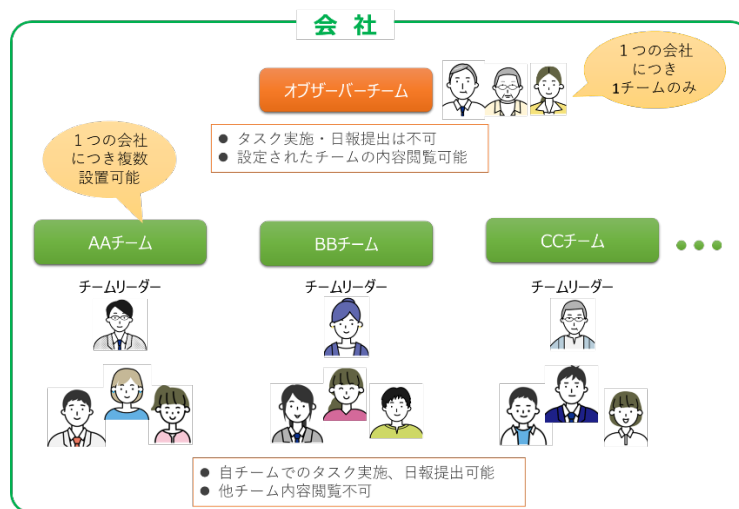 会 社
オブザーバーチーム
１つの会社
につき
1チームのみ
● タスク実施・日報提出は不可
● 設定されたチームの内容閲覧可能
１つの会社
につき複数
設置可能
AAチーム
BBチーム
CCチーム
チームリーダー
チームリーダー
チームリーダー
● 自チームでのタスク実施、日報提出可能
● 他チーム内容閲覧不可